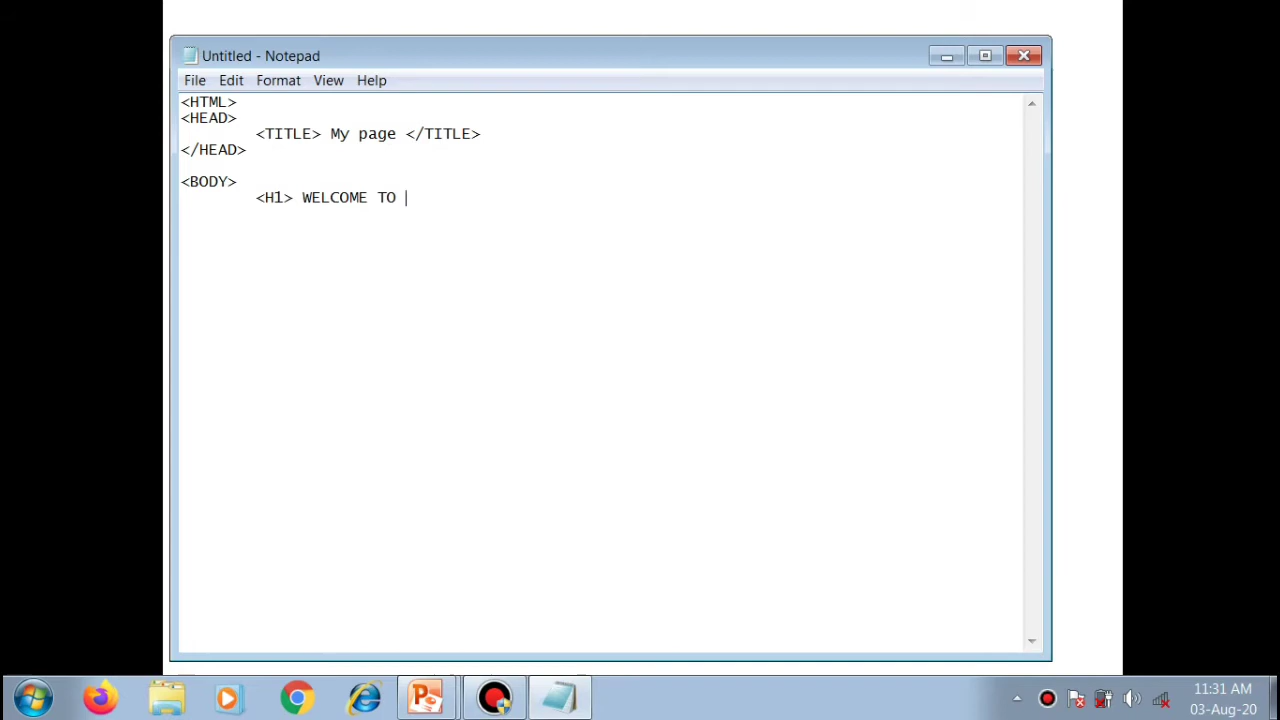 Untitled - Notepad
File Edit Format View Help
<HTML>
<HEAD>
<TITLE> My page </TITLE>
</HEAD>
<BODY>
<H1> WELCOME TO
11:31 AM
03-Aug-20